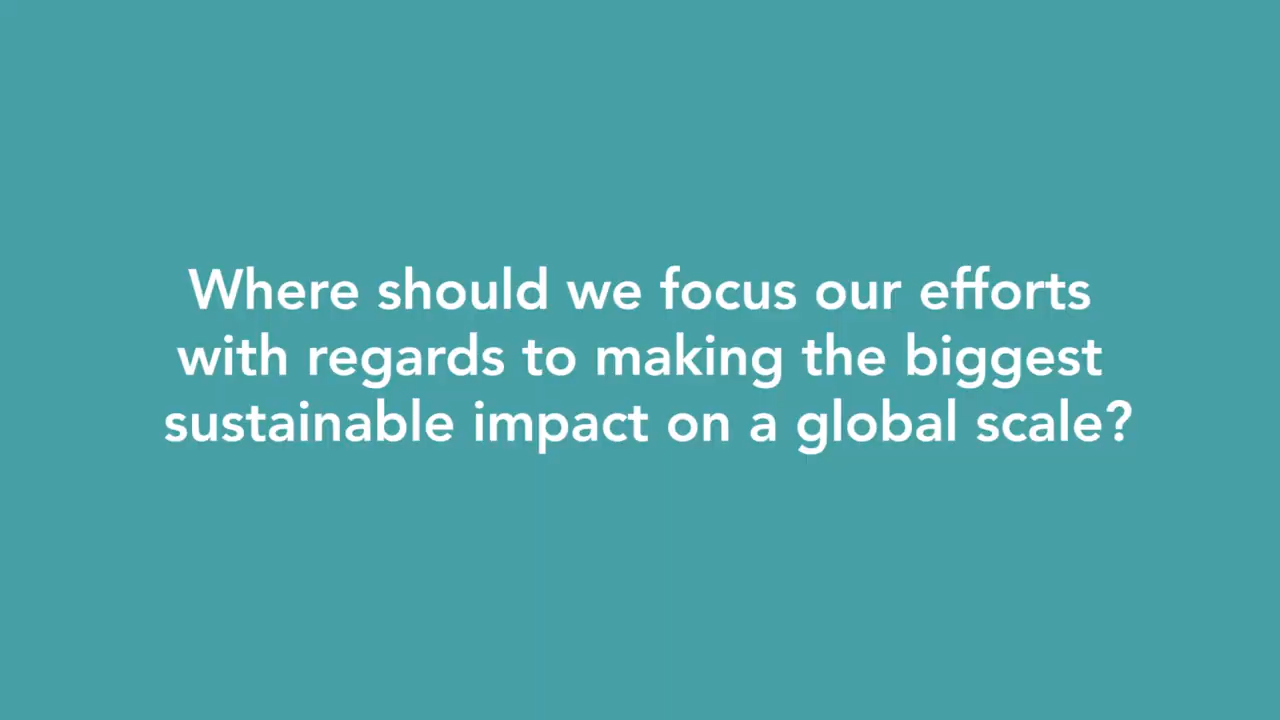 Where should we focus our efforts
with regards to making the biggest
sustainable impact on a global scale?